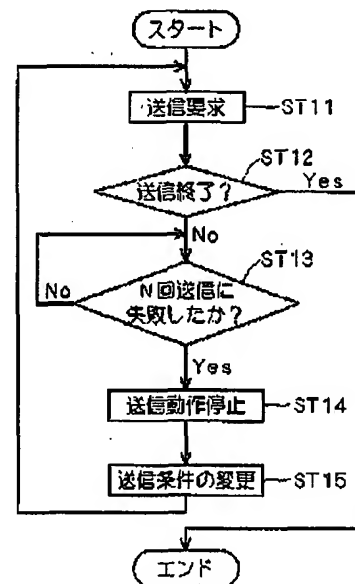 スタート
送信要求
ST11
ST12
送信終了?
Yes
No
ST13
No
N回送信に
失敗したか?
Yes
送信動作停止
ST14
送信条件の変更
ST15
エンド